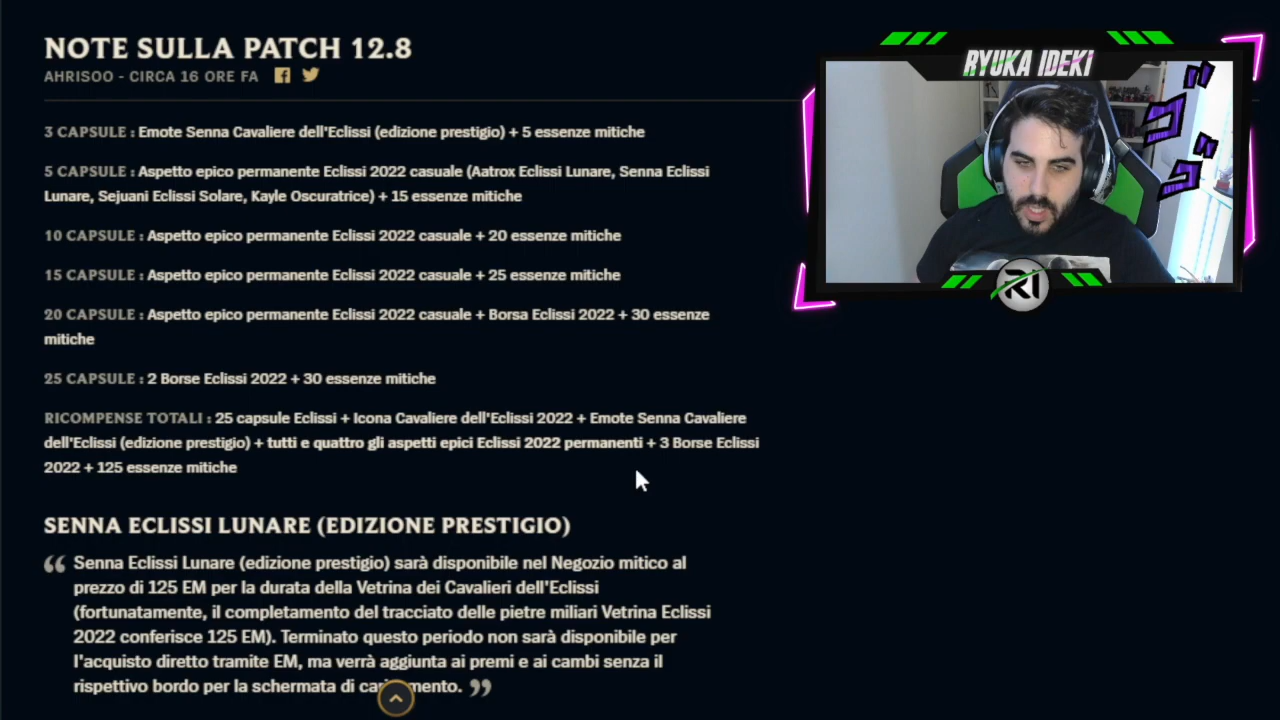 NOTE SULLA PATCH 12.8
AHRISOO - CIRCA 16 ORE FA
3 CAPSULE : Emote Senna Cavaliere dell'Eclissi (edizione prestigio) + 5 essenze mitiche
5 CAPSULE : Aspetto epico permanente Eclissi 2022 casuale (Aatrox Eclissi Lunare, Senna Eclissi
Lunare, Sejuani Eclissi Solare, Kayle Oscuratrice) + 15 essenze mitiche
10 CAPSULE : Aspetto epico permanente Eclissi 2022 casuale + 20 essenze mitiche
15 CAPSULE : Aspetto epico permanente Eclissi 2022 casuale + 25 essenze mitiche
20 CAPSULE : Aspetto epico permanente Eclissi 2022 casuale + Borsa Eclissi 2022 + 30 essenze
mitiche
25 CAPSULE : 2 Borse Eclissi 2022 + 30 essenze mitiche
RICOMPENSE TOTALI : 25 capsule Eclissi + Icona Cavaliere dell'Eclissi 2022 + Emote Senna Cavaliere
dell'Eclissi (edizione prestigio) + tutti e quattro gli aspetti epici Eclissi 2022 permanenti + 3 Borse Eclissi
2022 + 125 essenze mitiche
SENNA ECLISSI LUNARE (EDIZIONE PRESTIGIO)
“ Senna Eclissi Lunare (edizione prestigio) sarà disponibile nel Negozio mitico al
prezzo di 125 EM per la durata della Vetrina dei Cavalieri dell'Eclissi
(fortunatamente, il completamento del tracciato delle pietre miliari Vetrina Eclissi
2022 conferisce 125 EM). Terminato questo periodo non sarà disponibile per
l'acquisto diretto tramite EM, ma verrà aggiunta ai premi e ai cambi senza il
rispettivo bordo per la schermata di ”
RYUKA IDEKI
RI